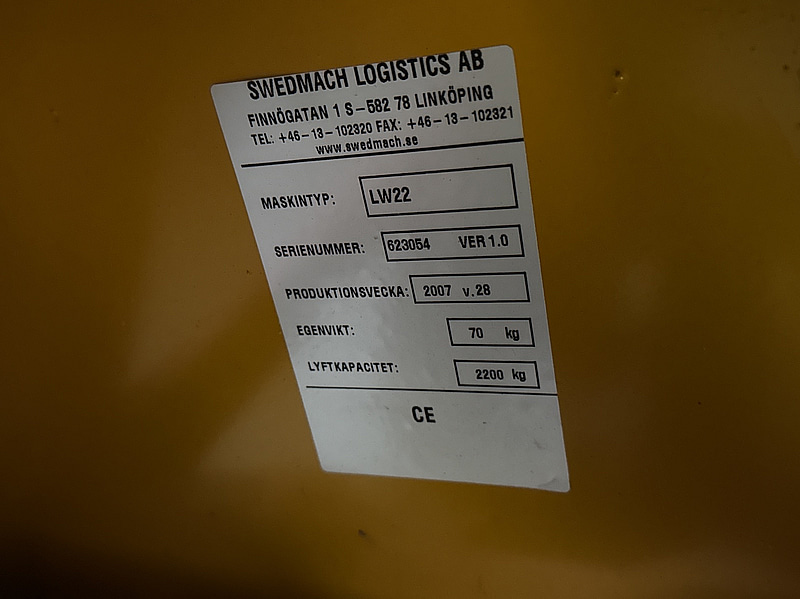 SWEDMACH LOGISTICS AB
FINNÖGATAN 1 S-582 78 LINKÖPING
TEL: +46-13-102320 FAX: +46-13-102321
www.swedmach.se
MASKINTYP: LW22
SERIENUMMER: 623054 VER 1.0
PRODUKTIONSVECKA: 2007 v.28
EGENVIKT: 70 kg
LYFTKAPACITET: 2200 kg
CE